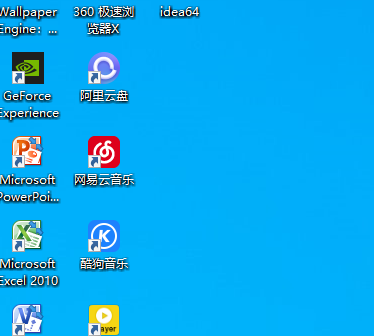 Wallpaper
Engine：...
360 极速浏
览器X
idea64
GeForce
Experience
阿里云盘
Microsoft
PowerPoi...
网易云音乐
Microsoft
Excel 2010
酷狗音乐
ayer